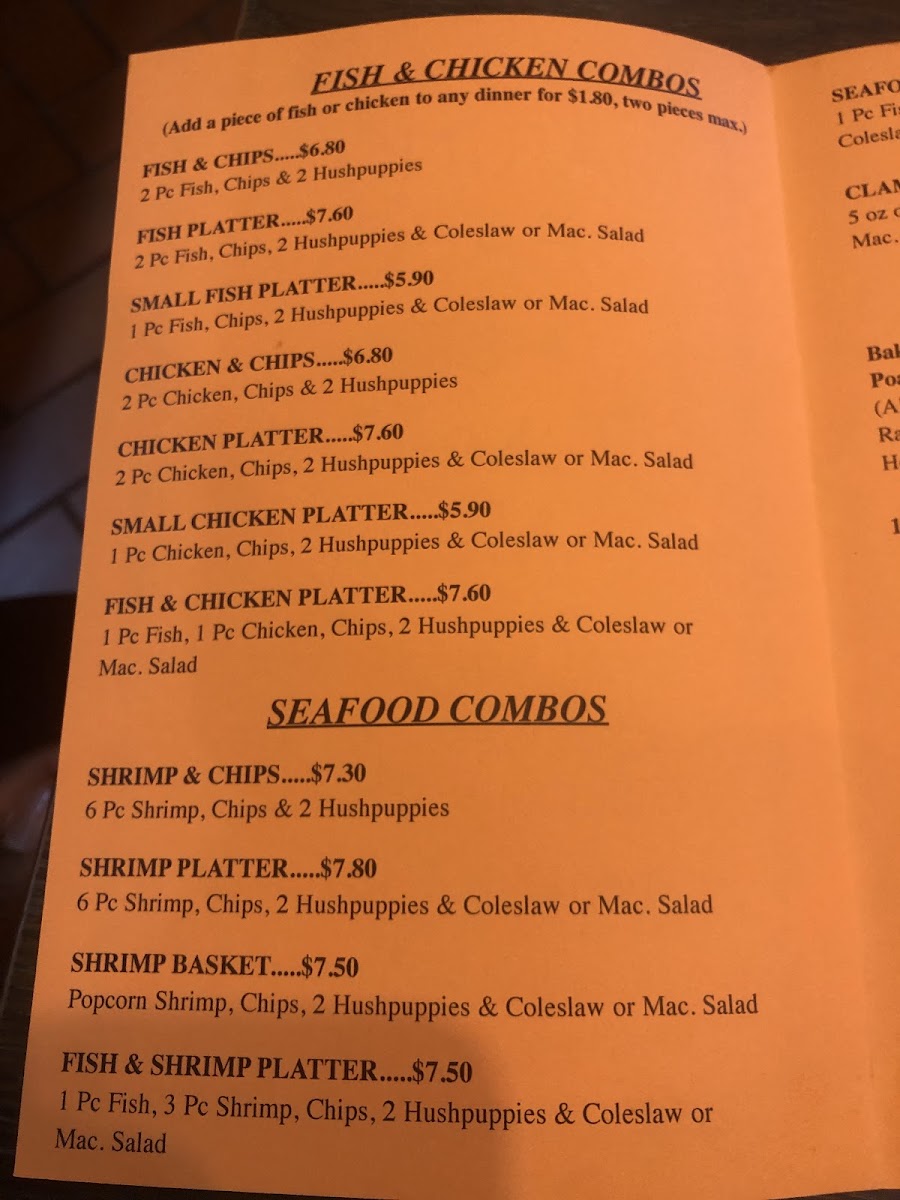 FISH & CHICKEN COMBOS
(Add a piece of fish or chicken to any dinner for $1.80, two pieces max.)
FISH & CHIPS.....$6.80
2 Pc Fish, Chips & 2 Hushpuppies
FISH PLATTER.....$7.60
2 Pc Fish, Chips, 2 Hushpuppies & Coleslaw or Mac. Salad
SMALL FISH PLATTER.....$5.90
1 Pc Fish, Chips, 2 Hushpuppies & Coleslaw or Mac. Salad
CHICKEN & CHIPS.....$6.80
2 Pc Chicken, Chips & 2 Hushpuppies
CHICKEN PLATTER.....$7.60
2 Pc Chicken, Chips, 2 Hushpuppies & Coleslaw or Mac. Salad
SMALL CHICKEN PLATTER.....$5.90
1 Pc Chicken, Chips, 2 Hushpuppies & Coleslaw or Mac. Salad
FISH & CHICKEN PLATTER.....$7.60
1 Pc Fish, 1 Pc Chicken, Chips, 2 Hushpuppies & Coleslaw or
Mac. Salad
SEAFOOD COMBOS
SHRIMP & CHIPS.....$7.30
6 Pc Shrimp, Chips & 2 Hushpuppies
SHRIMP PLATTER.....$7.80
6 Pc Shrimp, Chips, 2 Hushpuppies & Coleslaw or Mac. Salad
SHRIMP BASKET.....$7.50
Popcorn Shrimp, Chips, 2 Hushpuppies & Coleslaw or Mac. Salad
FISH & SHRIMP PLATTER.....$7.50
1 Pc Fish, 3 Pc Shrimp, Chips, 2 Hushpuppies & Coleslaw or
Mac. Salad
1 Pc
5 oz
Mac.